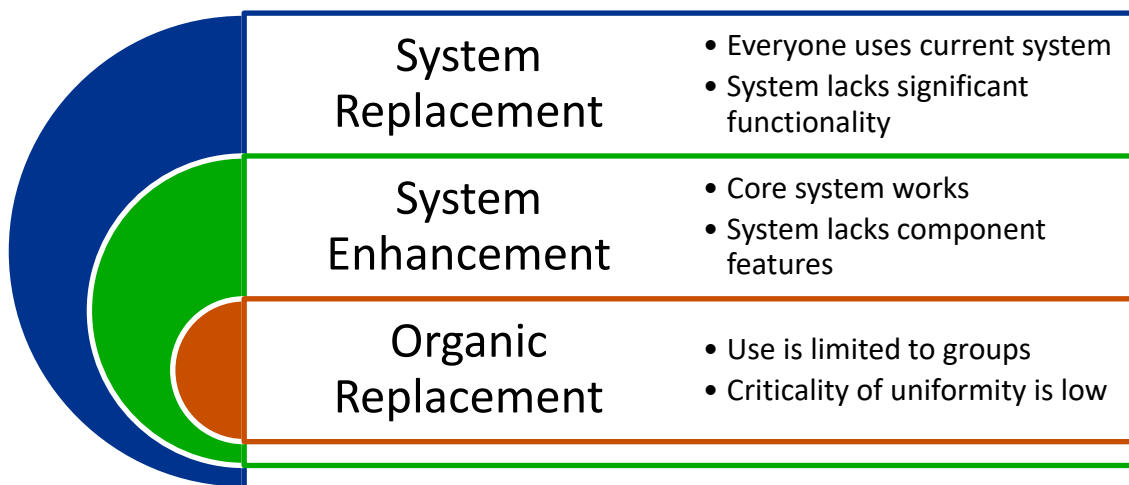 System
Replacement
• Everyone uses current system
• System lacks significant
functionality
System
Enhancement
• Core system works
• System lacks component
features
Organic
Replacement
• Use is limited to groups
• Criticality of uniformity is low